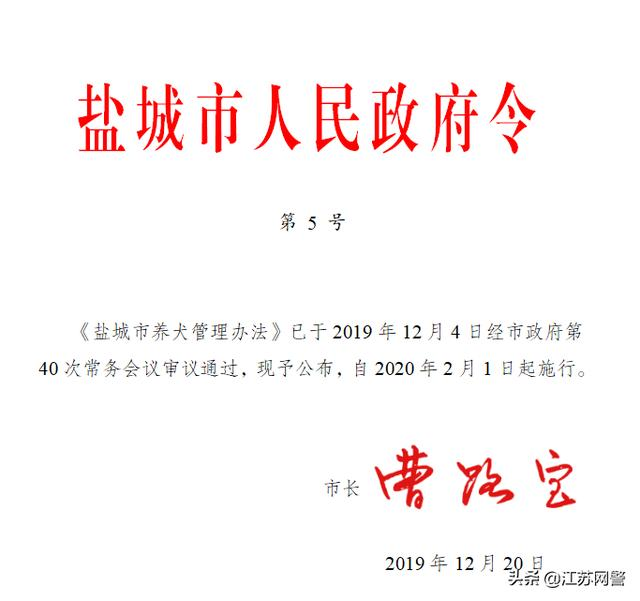 盐城市人民政府令
第 5 号
《盐城市养犬管理办法》已于 2019 年 12 月 4 日经市政府第
40 次常务会议审议通过，现予公布，自 2020 年 2 月 1 日起施行。
市长 曹路宝
2019 年 12 月 20 日
头条 @江苏网警